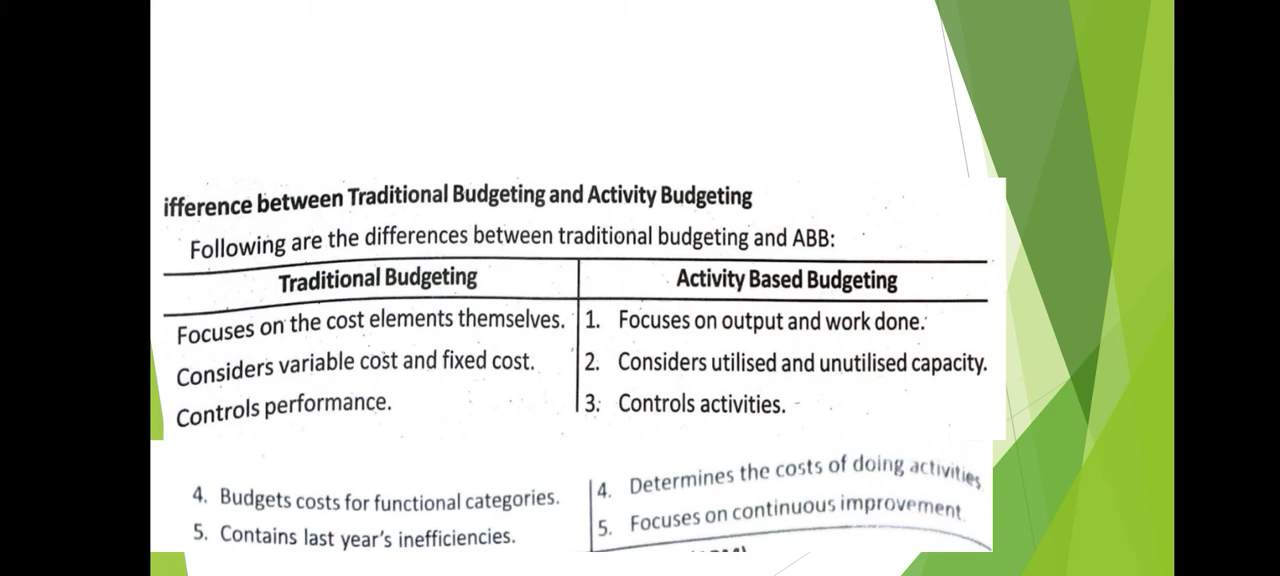 ifference between Traditional Budgeting and Activity Budgeting
Following are the differences between traditional budgeting and ABB:
Traditional Budgeting Activity Based Budgeting
Focuses on the cost elements themselves. 1. Focuses on output and work done.
Considers variable cost and fixed cost. 2. Considers utilised and unutilised capacity.
Controls performance. 3. Controls activities.
4. Budgets costs for functional categories. 4. Determines the costs of doing activities
5. Contains last year's inefficiencies. 5. Focuses on continuous improvement.